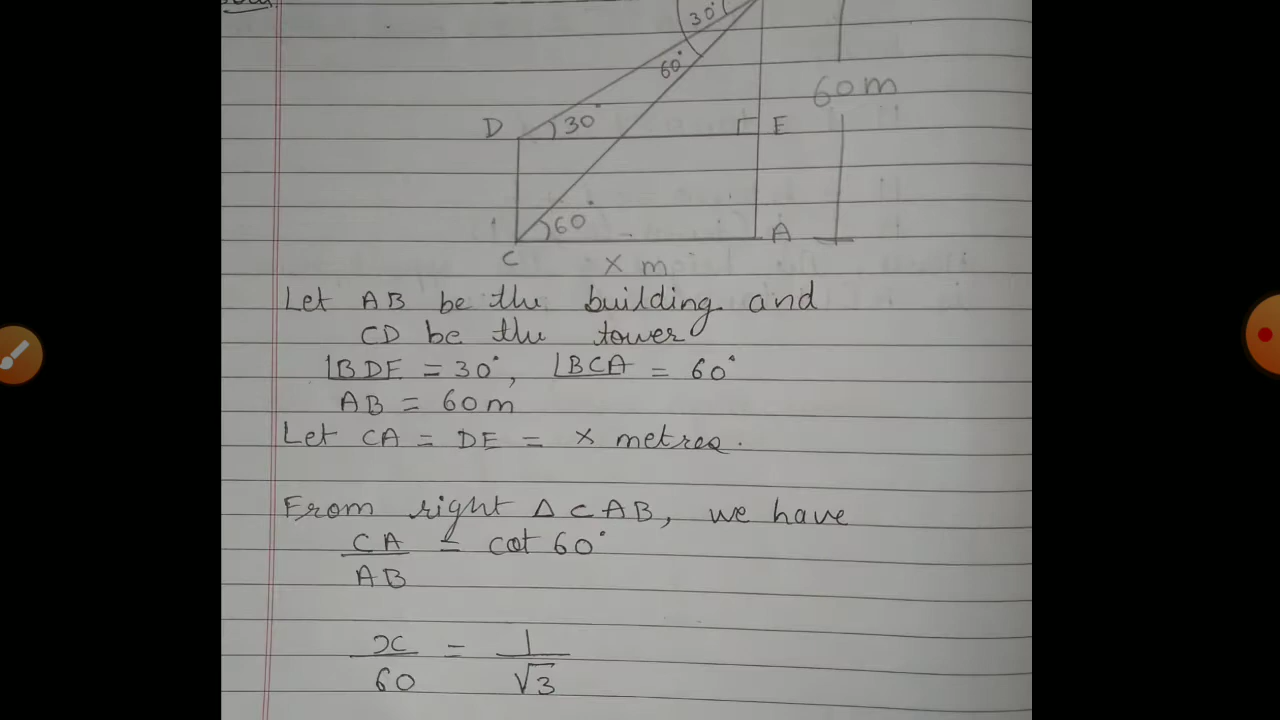 30°
60°
60 m
D 30° E
60° A
C x m
Let AB be the building and
CD be the tower
∠BDE = 30°, ∠BCA = 60°
AB = 60 m
Let CA = DE = x metres.
From right Δ CAB, we have
CA/AB = cot 60°
x/60 = 1/√3